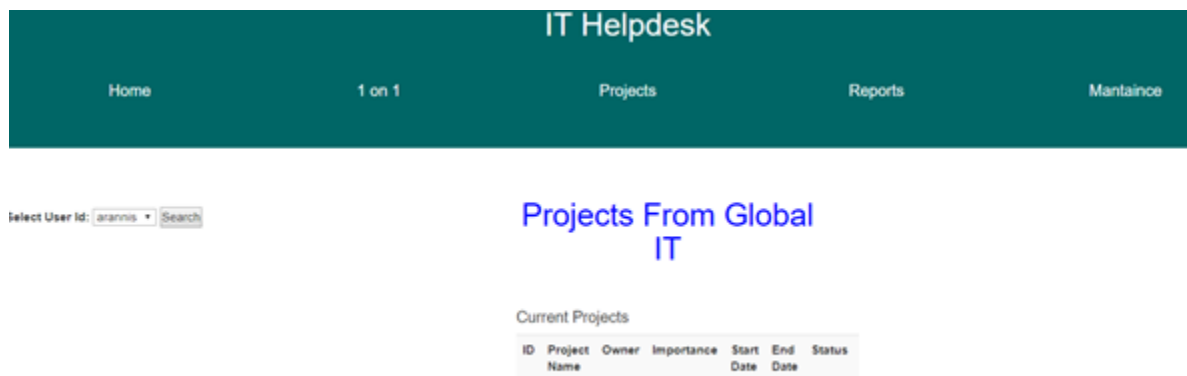 IT Helpdesk
Home 1 on 1 Projects Reports Mantaince
Select User Id: arannis Search
Projects From Global
IT
Current Projects
ID Project Owner Importance Start End Status
Name Date Date